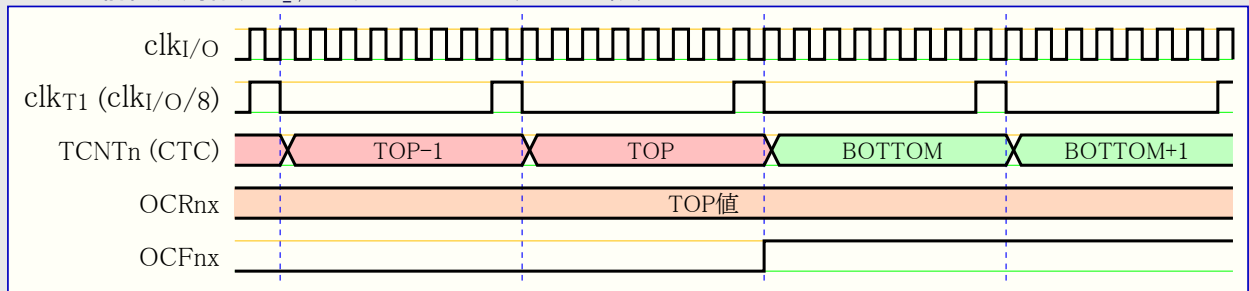 clkI/O
clkT1 (clkI/O/8)
TCNTn (CTC) TOP-1 TOP BOTTOM BOTTOM+1
OCRnx TOP値
OCFnx